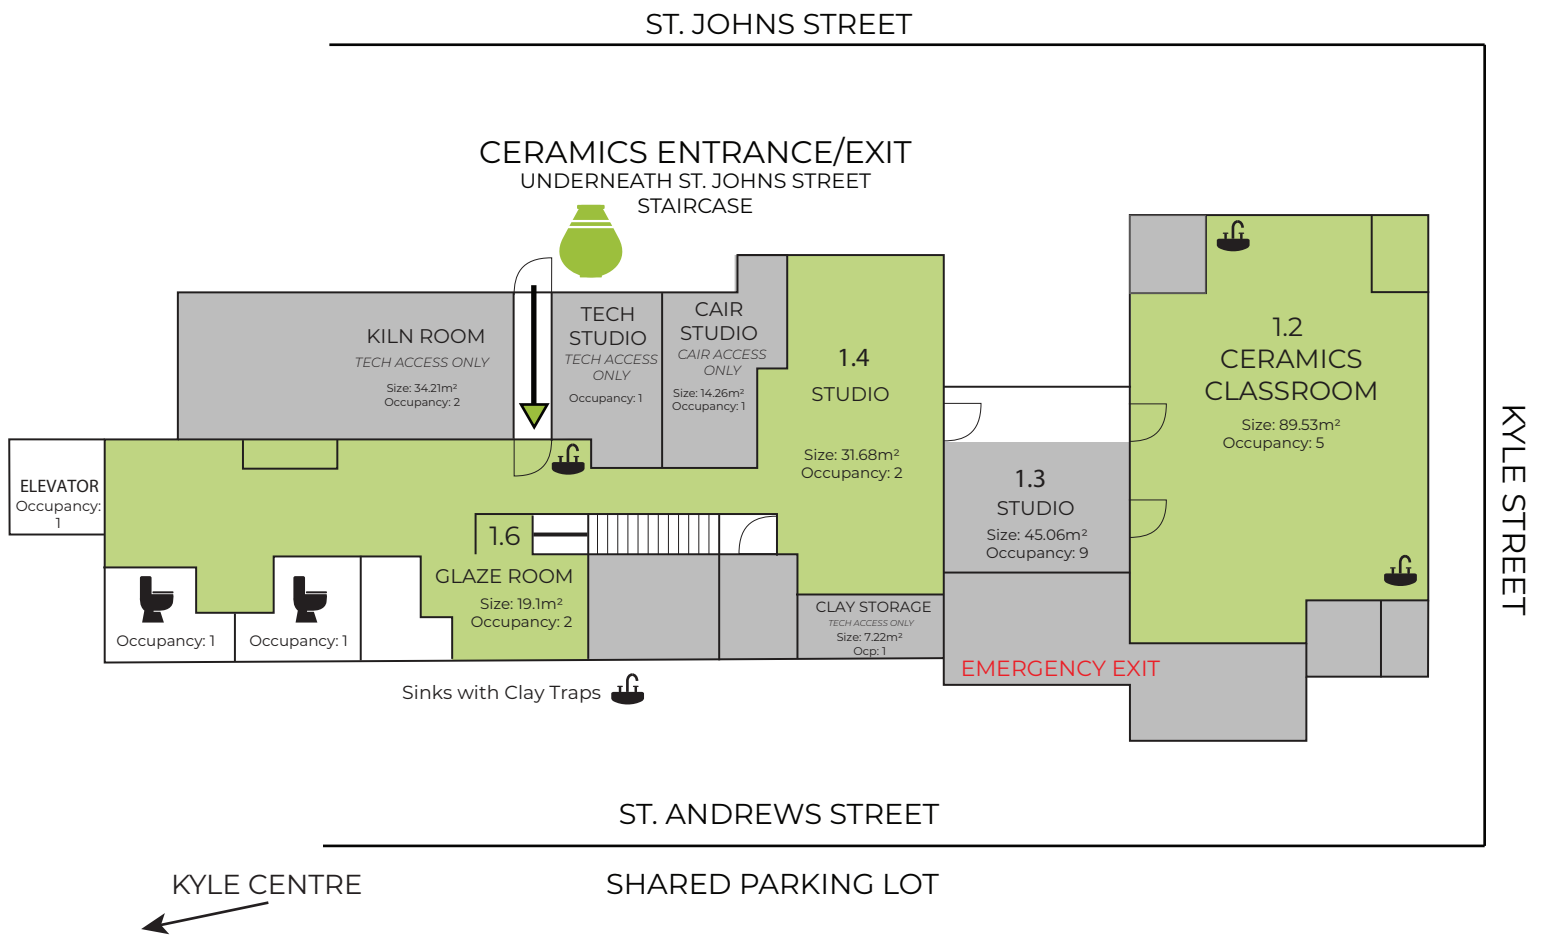 ST. JOHNS STREET
CERAMICS ENTRANCE/EXIT
UNDERNEATH ST. JOHNS STREET
STAIRCASE
KILN ROOM
TECH ACCESS ONLY
Size: 34.21m²
Occupancy: 2
TECH
STUDIO
TECH ACCESS
ONLY
Occupancy: 1
CAIR
STUDIO
CAIR ACCESS
ONLY
Size: 14.26m²
Occupancy: 1
1.4
STUDIO
Size: 31.68m²
Occupancy: 2
1.2
CERAMICS
CLASSROOM
Size: 89.53m²
Occupancy: 5
KYLE STREET
ELEVATOR
Occupancy:
1
1.3
STUDIO
Size: 45.06m²
Occupancy: 9
1.6
GLAZE ROOM
Size: 19.1m²
Occupancy: 2
Occupancy: 1
Occupancy: 1
CLAY STORAGE
TECH ACCESS ONLY
Size: 7.22m²
Ocp: 1
EMERGENCY EXIT
Sinks with Clay Traps
ST. ANDREWS STREET
KYLE CENTRE
SHARED PARKING LOT